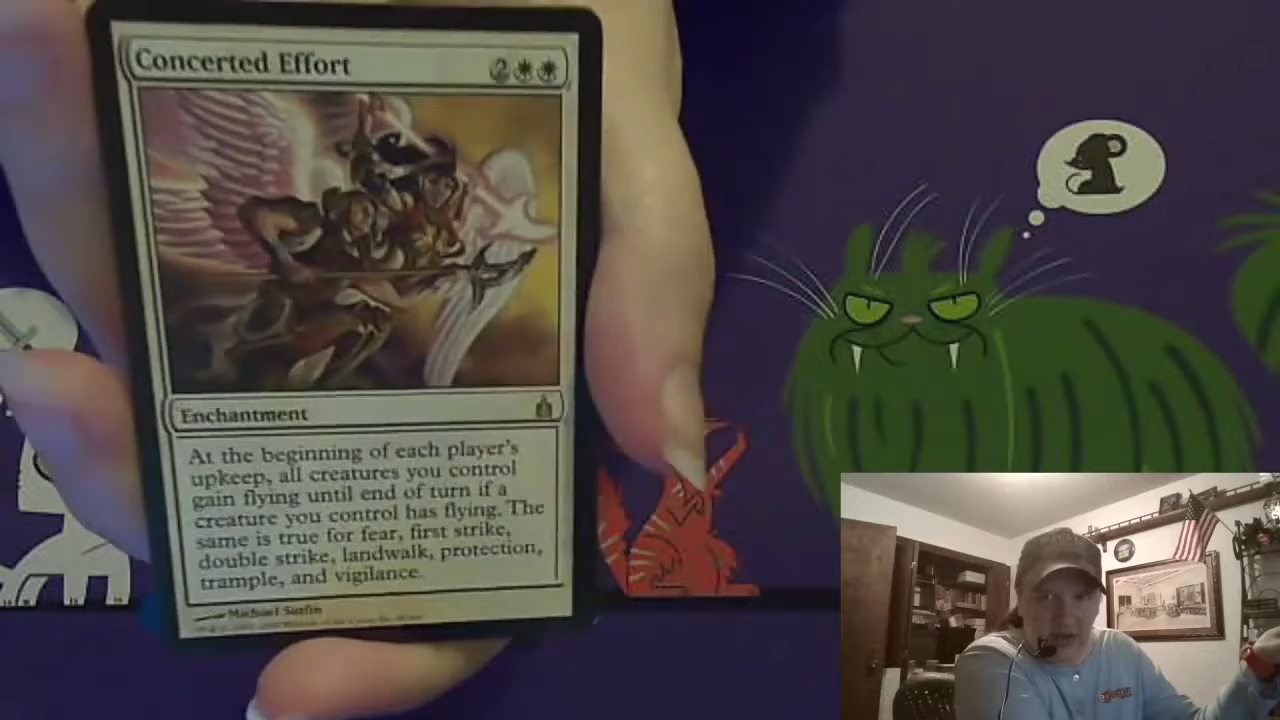 Concerted Effort 2
Enchantment
At the beginning of each player's
upkeep, all creatures you control
gain flying until end of turn if a
creature you control has flying. The
same is true for fear, first strike,
double strike, landwalk, protection,
trample, and vigilance.
Michael Sutfin